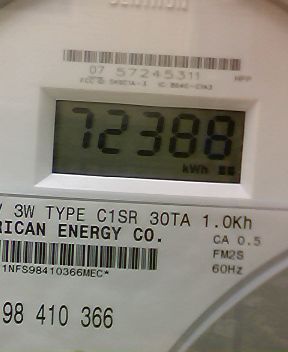 CENTRON
07 57245311
72388
kWh
V 3W TYPE C1SR 30TA 1.0Kh
RICAN ENERGY CO.
CA 0.5
FM2S
60Hz
1NFS98410366MEC*
98 410 366